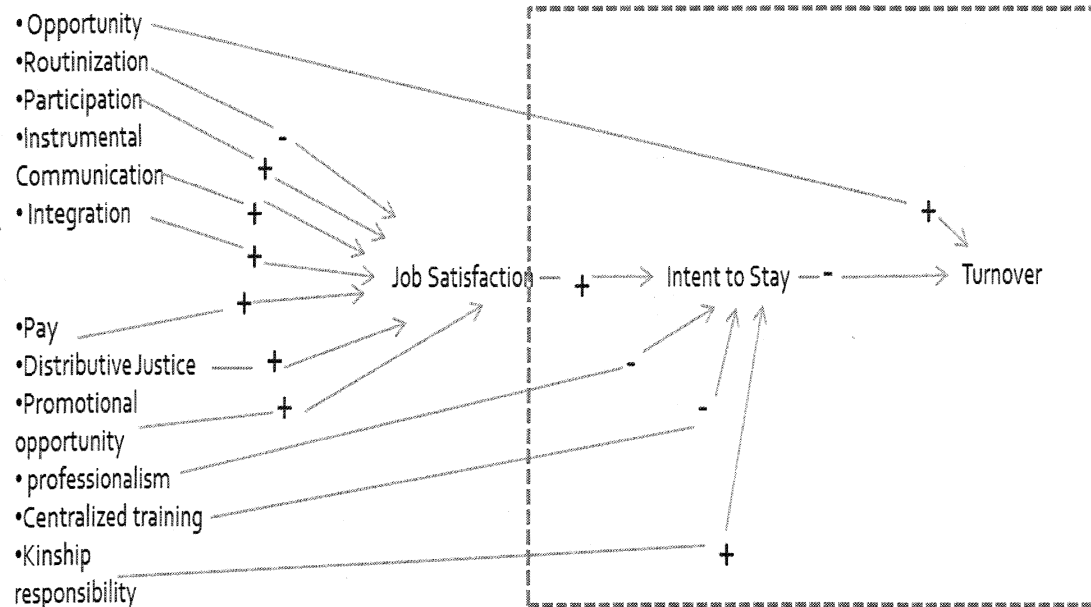 • Opportunity
•Routinization
•Participation
•Instrumental
Communication
• Integration
•Pay
•Distributive Justice
•Promotional
opportunity
• professionalism
•Centralized training
•Kinship
responsibility
-
+
+
+
+
+
+
Job Satisfaction
+
Intent to Stay
-
Turnover
+
-
-
+